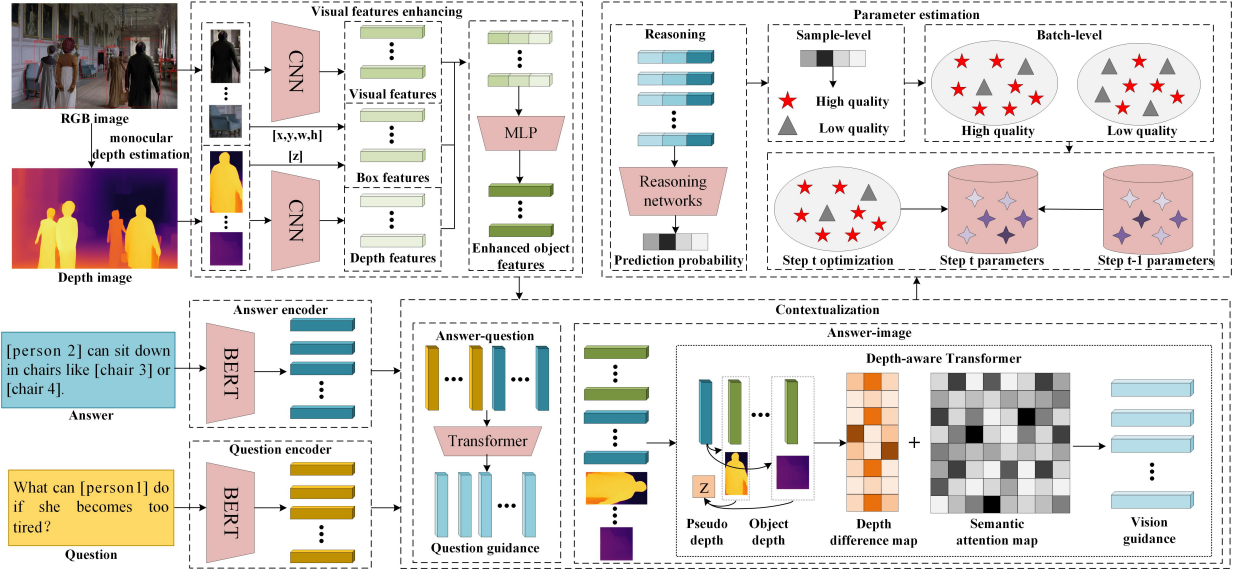 Visual features enhancing
RGB image
monocular
depth estimation
Depth image
CNN
[x,y,w,h]
[z]
CNN
Visual features
Box features
Depth features
MLP
Enhanced object
features
Parameter estimation
Reasoning
Reasoning
networks
Prediction probability
Sample-level
High quality
Low quality
Batch-level
High quality
Low quality
Step t optimization
Step t parameters
Step t-1 parameters
[person 2] can sit down
in chairs like [chair 3] or
[chair 4].
Answer
What can [person1] do
if she becomes too
tired?
Question
Answer encoder
BERT
Question encoder
BERT
Contextualization
Answer-question
Transformer
Question guidance
Answer-image
Depth-aware Transformer
Z
Pseudo
depth
Object
depth
+
Depth
difference map
Semantic
attention map
Vision
guidance